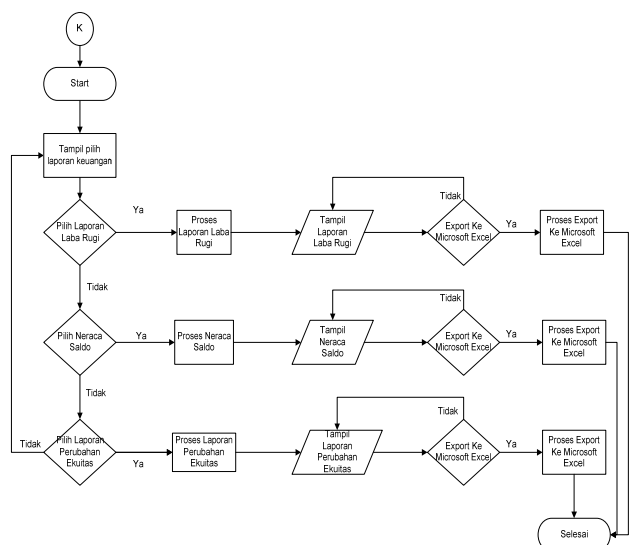 K
Start
Tampil pilih
laporan keuangan
Pilih Laporan
Laba Rugi
Ya
Proses
Laporan Laba
Rugi
Tampil
Laporan
Laba Rugi
Tidak
Export Ke
Microsoft Excel
Ya
Proses Export
Ke Microsoft
Excel
Tidak
Pilih Neraca
Saldo
Ya
Proses Neraca
Saldo
Tampil
Neraca
Saldo
Tidak
Export Ke
Microsoft Excel
Ya
Proses Export
Ke Microsoft
Excel
Tidak
Tidak
Pilih Laporan
Perubahan
Ekuitas
Ya
Proses Laporan
Perubahan
Ekuitas
Tampil
Laporan
Perubahan
Ekuitas
Tidak
Export Ke
Microsoft Excel
Ya
Proses Export
Ke Microsoft
Excel
Selesai